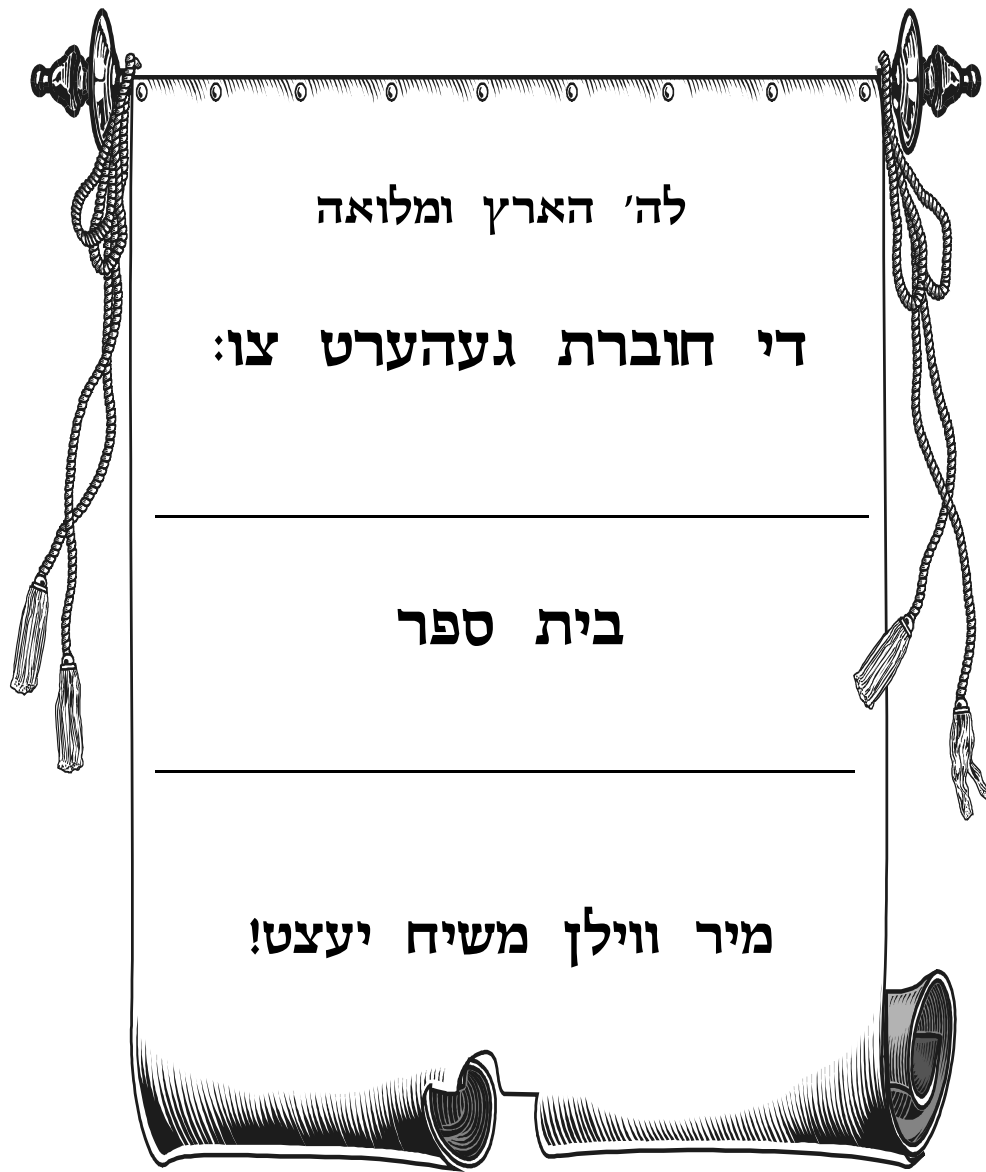 לה' הארץ ומלואה
די חוברת געהערט צו:
בית ספר
מיר ווילן משיח יעצט!